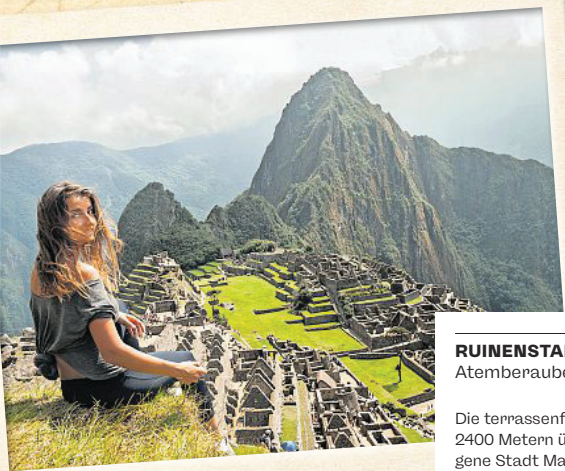 RUINENSTA
Atemberaube
Die terrassenf
2400 Metern ü
gene Stadt Ma